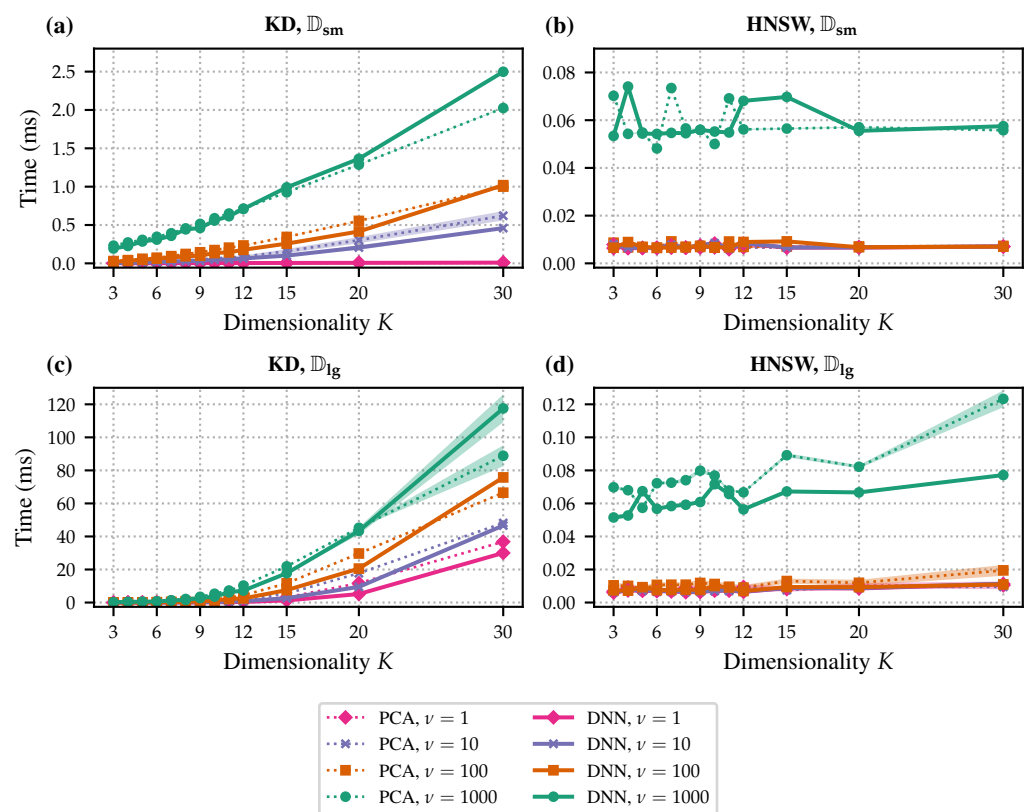 (a) KD, 𝔻sm
2.5
2.0
1.5
1.0
0.5
0.0
Time (ms)
3 6 9 12 15 20 30
Dimensionality K
(b) HNSW, 𝔻sm
0.08
0.06
0.04
0.02
0.00
3 6 9 12 15 20 30
Dimensionality K
(c) KD, 𝔻lg
120
100
80
60
40
20
0
Time (ms)
3 6 9 12 15 20 30
Dimensionality K
(d) HNSW, 𝔻lg
0.12
0.10
0.08
0.06
0.04
0.02
0.00
3 6 9 12 15 20 30
Dimensionality K
PCA, ν = 1
PCA, ν = 10
PCA, ν = 100
PCA, ν = 1000
DNN, ν = 1
DNN, ν = 10
DNN, ν = 100
DNN, ν = 1000